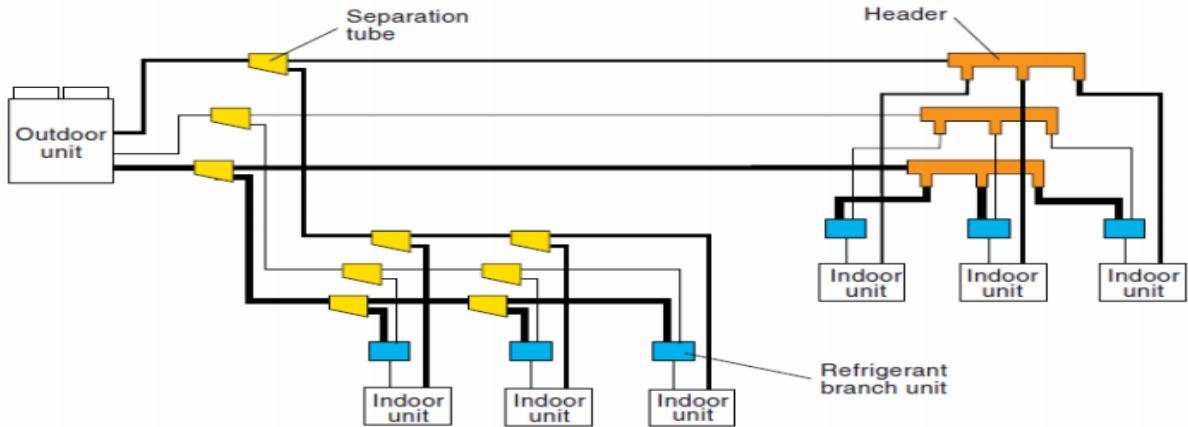 Separation
tube
Header
Outdoor
unit
Indoor
unit
Indoor
unit
Indoor
unit
Refrigerant
branch unit
Indoor
unit
Indoor
unit
Indoor
unit